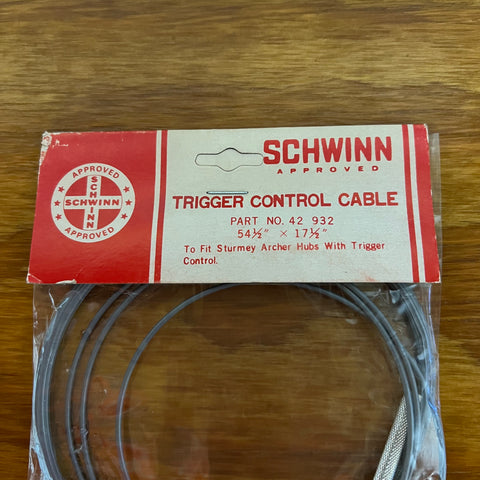 APPROVED
SCHWINN
SCHWINN
APPROVED
SCHWINN
APPROVED
TRIGGER CONTROL CABLE
PART NO. 42 932
54½" × 17½"
To Fit Sturmey Archer Hubs With Trigger
Control.